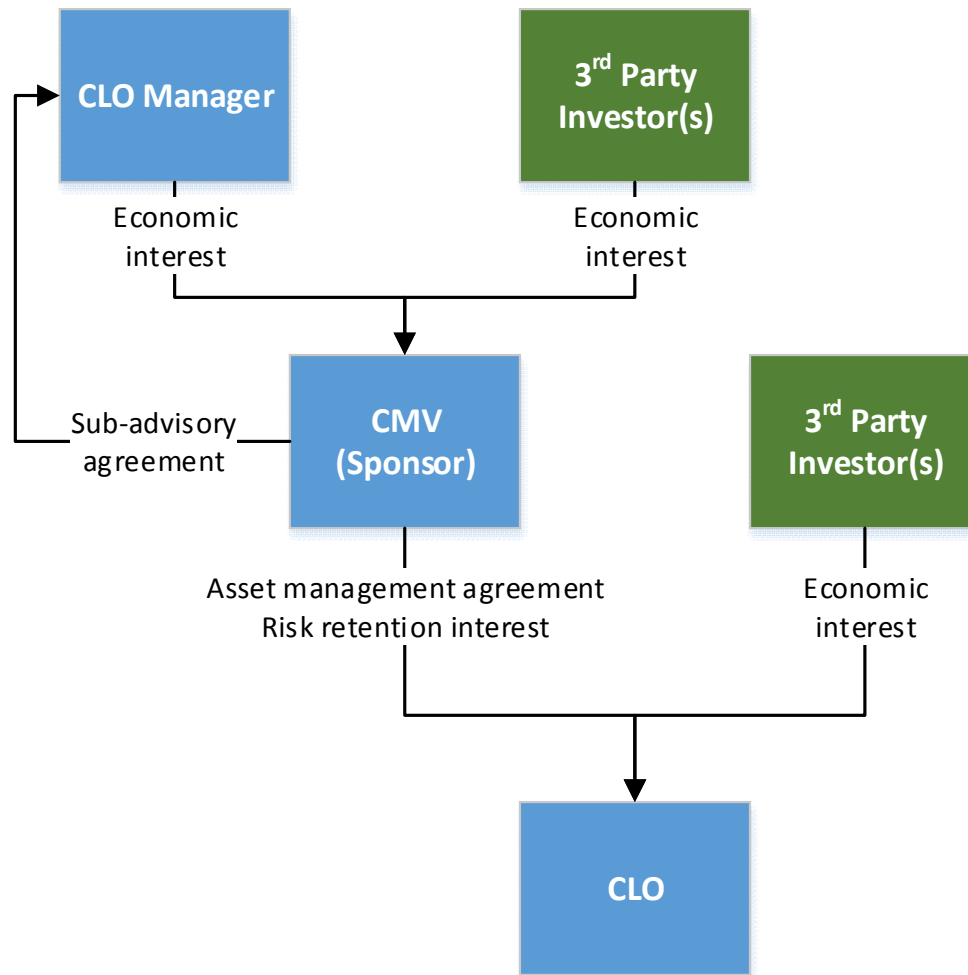 CLO Manager
3rd Party
Investor(s)
Economic
interest
Economic
interest
Sub-advisory
agreement
CMV
(Sponsor)
3rd Party
Investor(s)
Asset management agreement
Risk retention interest
Economic
interest
CLO